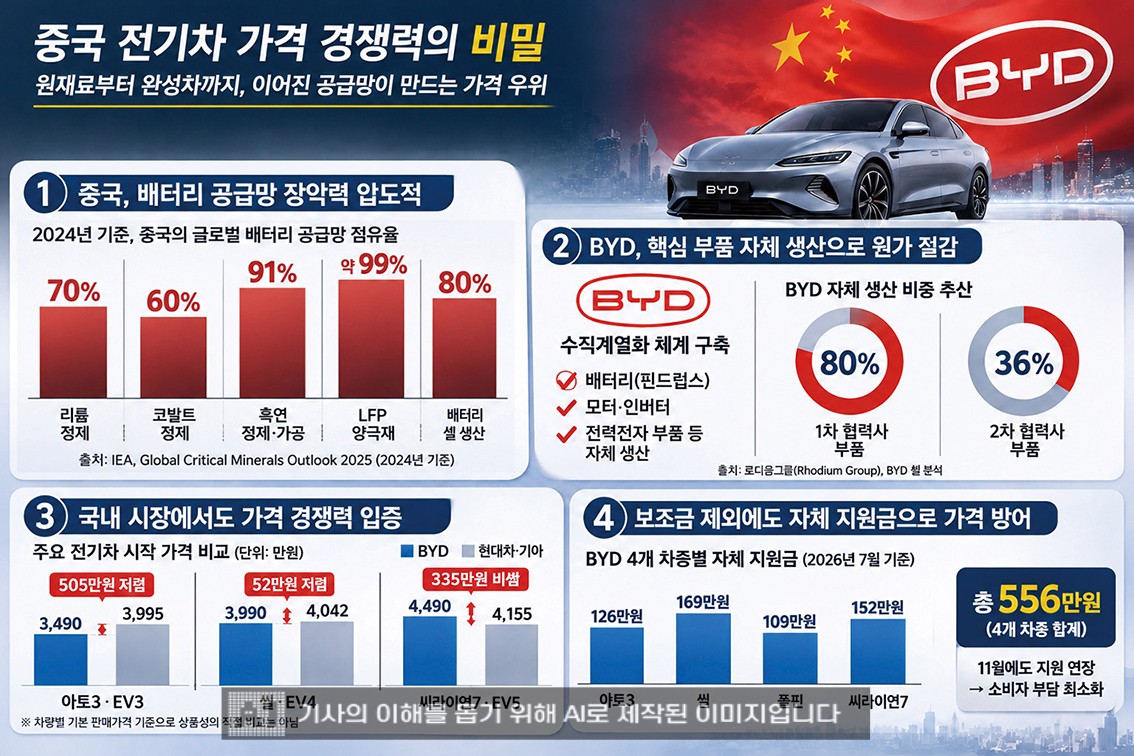 중국 전기차 가격 경쟁력의 비밀
원재료부터 완성차까지, 이어진 공급망이 만드는 가격 우위
BYD
BYD
1 중국, 배터리 공급망 장악력 압도적
2024년 기준, 중국의 글로벌 배터리 공급망 점유율
70% 60% 91% 약 99% 80%
리튬 코발트 흑연 LFP 배터리
정제 정제 정제·가공 양극재 셀 생산
출처: IEA, Global Critical Minerals Outlook 2025 (2024년 기준)
2 BYD, 핵심 부품 자체 생산으로 원가 절감
BYD
수직계열화 체계 구축
배터리(핀드럽스)
모터·인버터
전력전자 부품 등
자체 생산
BYD 자체 생산 비중 추산
80% 36%
1차 협력사 2차 협력사
부품 부품
출처: 로디음그룹(Rhodium Group), BYD 쉴 분석
3 국내 시장에서도 가격 경쟁력 입증
주요 전기차 시작 가격 비교 (단위: 만원)
BYD 현대차·기아
505만원 저렴 52만원 저렴 335만원 비쌈
3,490 3,995 3,990 4,042 4,490 4,155
아토3 · EV3 씰 · EV4 씨라이언7 · EV5
※ 차량별 기본 판매가격 기준으로 상품성의 직접 비교는 아님
4 보조금 제외에도 자체 지원금으로 가격 방어
BYD 4개 차종별 자체 지원금 (2026년 7월 기준)
126만원 169만원 109만원 152만원
야토3 씰 폴핀 씨라이연7
총 556만원
(4개 차종 합계)
11월에도 지원 연장
→ 소비자 부담 최소화
AI 기사의 이해를 돕기 위해 AI로 제작된 이미지입니다